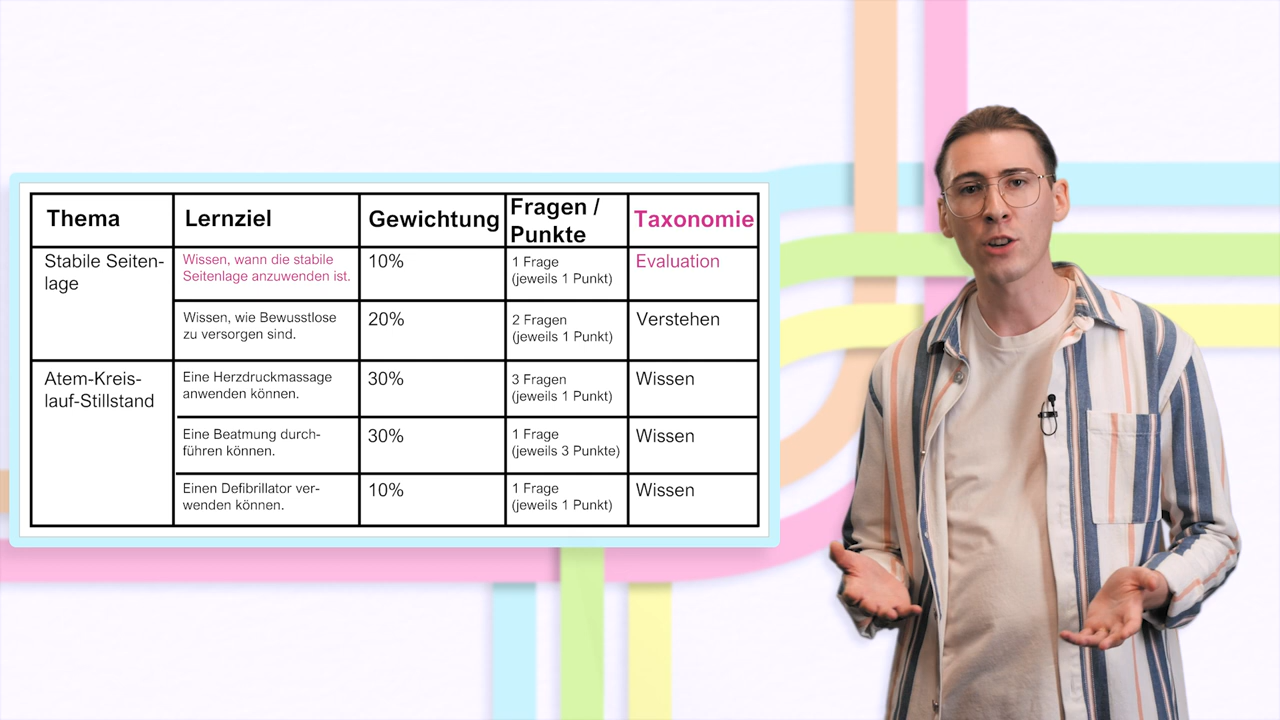 Thema Lernziel Gewichtung Fragen / Punkte Taxonomie
Stabile Seiten-
lage
Wissen, wann die stabile
Seitenlage anzuwenden ist.
10%
1 Frage
(jeweils 1 Punkt)
Evaluation
Wissen, wie Bewusstlose
zu versorgen sind.
20%
2 Fragen
(jeweils 1 Punkt)
Verstehen
Atem-Kreis-
lauf-Stillstand
Eine Herzdruckmassage
anwenden können.
30%
3 Fragen
(jeweils 1 Punkt)
Wissen
Eine Beatmung durch-
führen können.
30%
1 Frage
(jeweils 3 Punkte)
Wissen
Einen Defibrillator ver-
wenden können.
10%
1 Frage
(jeweils 1 Punkt)
Wissen